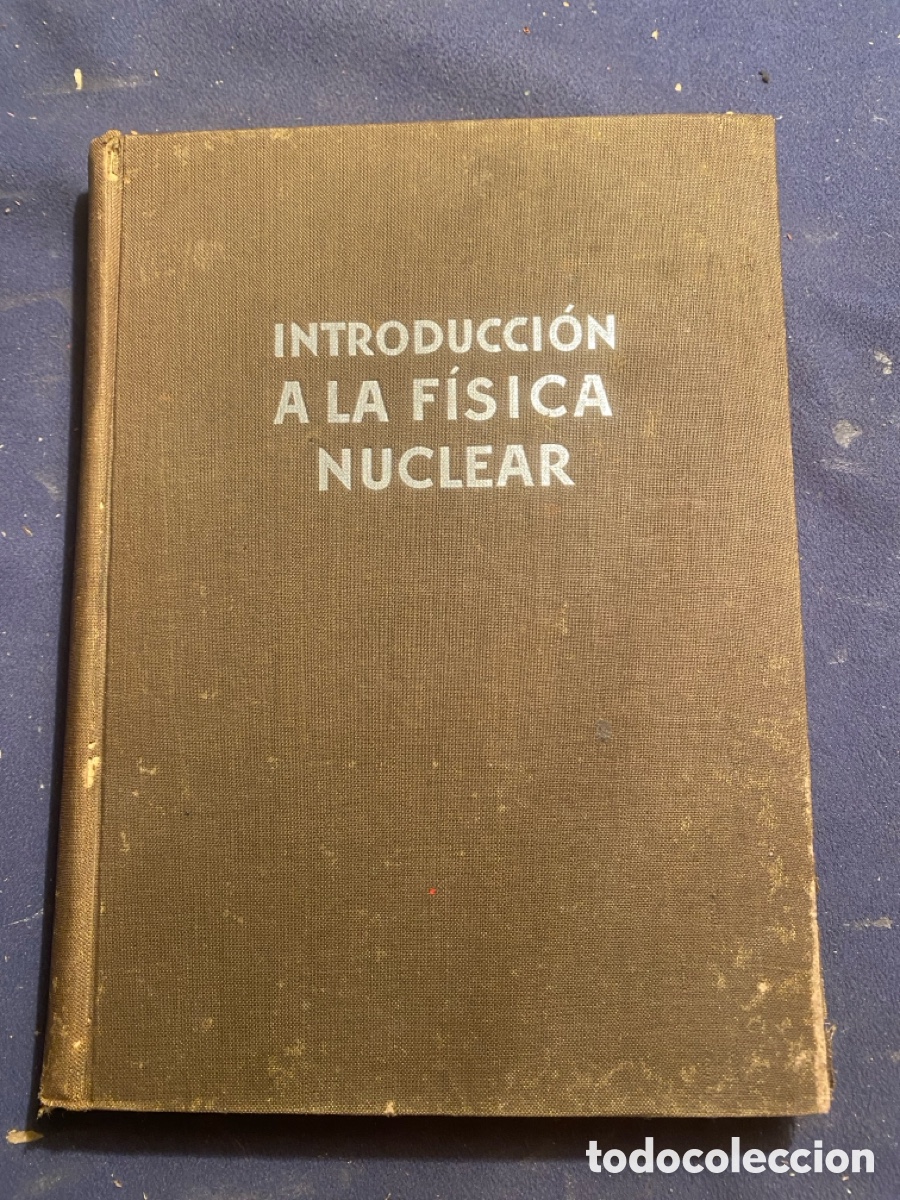 INTRODUCCIÓN
A LA FÍSICA
NUCLEAR
todocoleccion